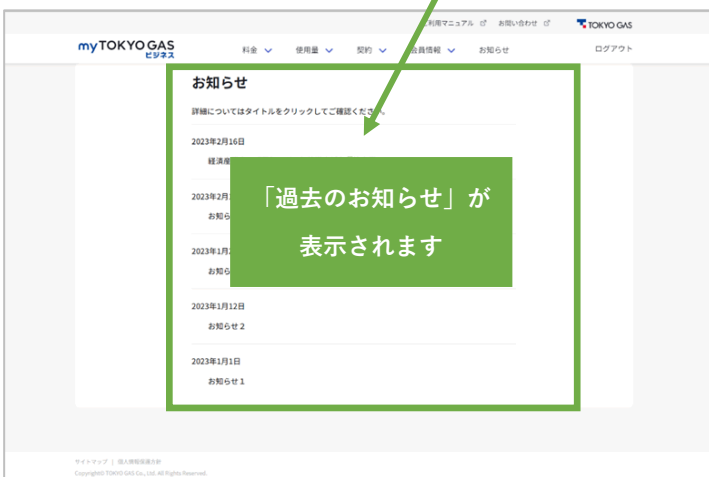 利用マニュアル お問い合わせ TOKYO GAS
myTOKYOGAS
ビジネス
料金 使用量 契約 会員情報 お知らせ ログアウト
お知らせ
詳細についてはタイトルをクリックしてご確認ください。
2023年2月16日
経済産
2023年2月
お知ら
「過去のお知らせ」が
表示されます
2023年1月
お知ら
2023年1月12日
お知らせ2
2023年1月1日
お知らせ1
サイトマップ | 個人情報保護方針
Copyright© TOKYO GAS Co., Ltd. All Rights Reserved.